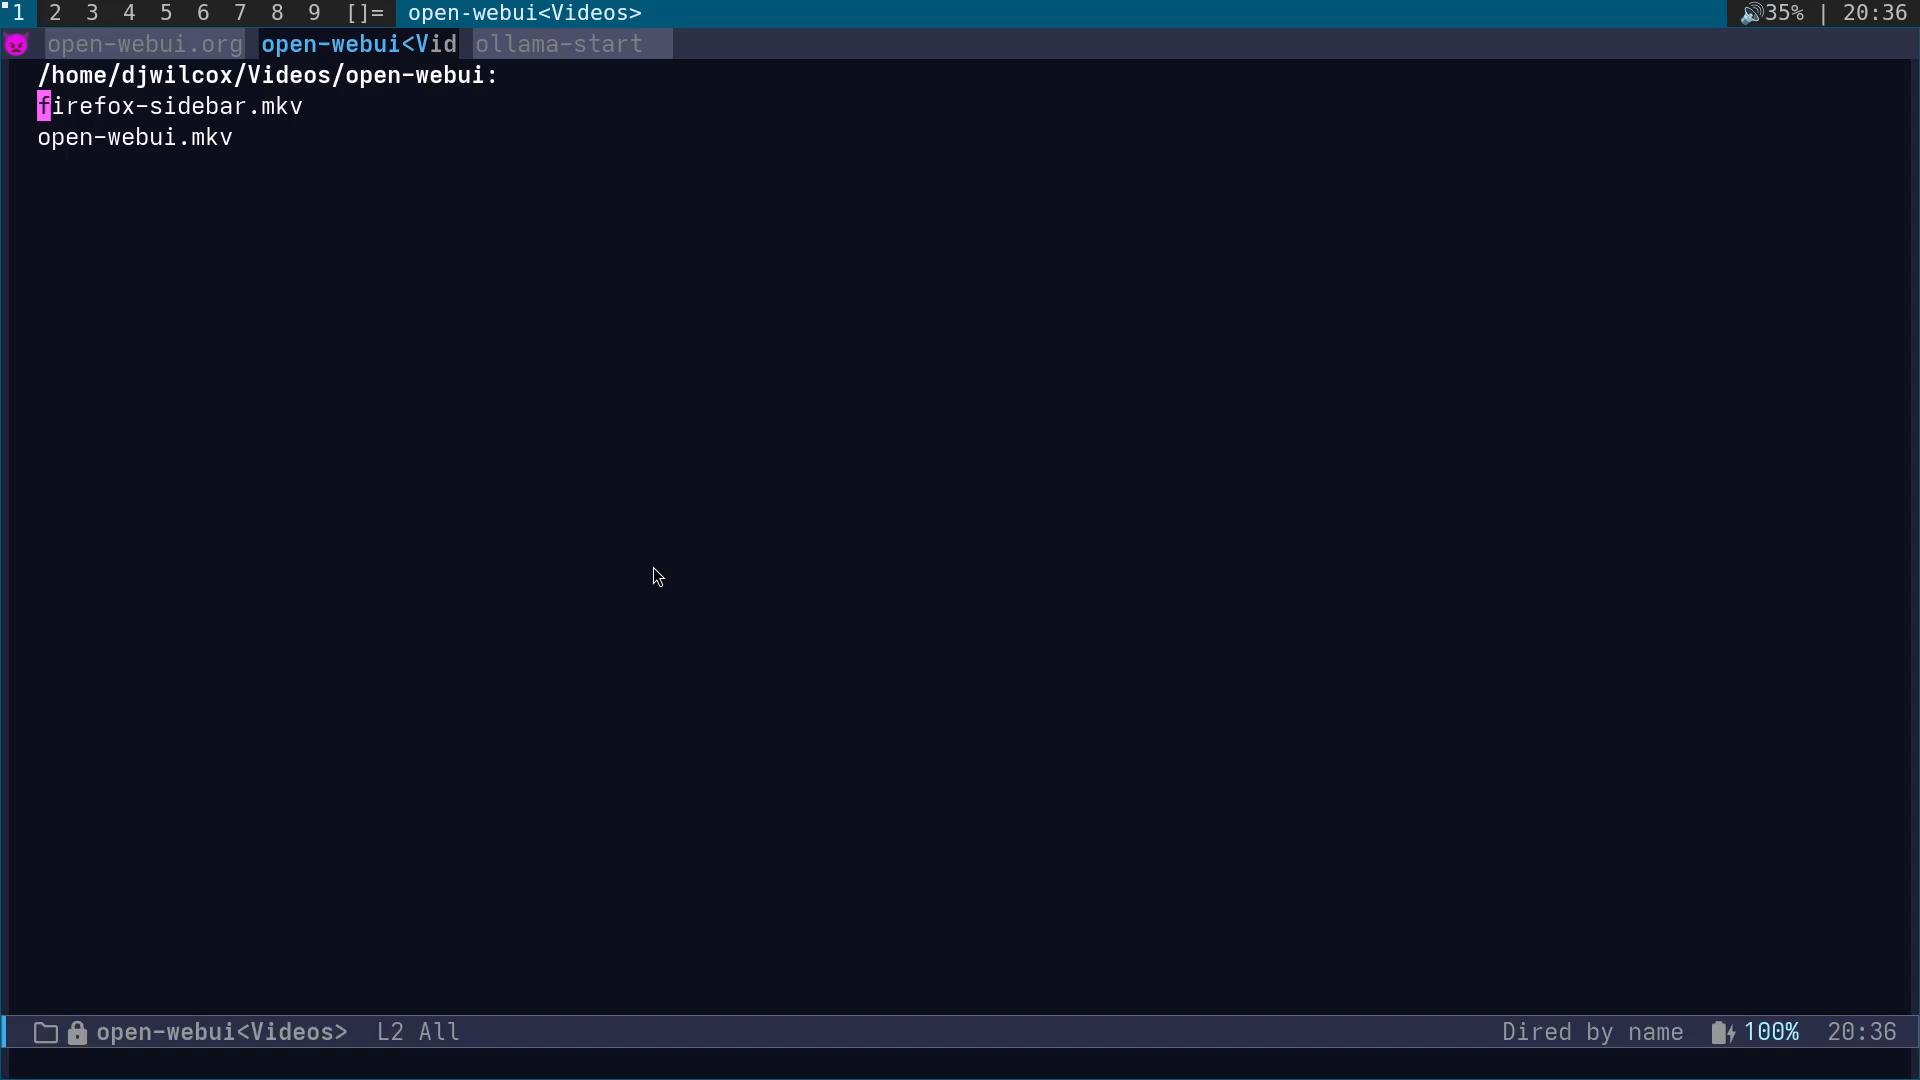 1 2 3 4 5 6 7 8 9 []= open-webui<Videos> 35% | 20:36
open-webui.org open-webui<Vid ollama-start
/home/djwilcox/Videos/open-webui:
firefox-sidebar.mkv
open-webui.mkv
open-webui<Videos> L2 All Dired by name 100% 20:36